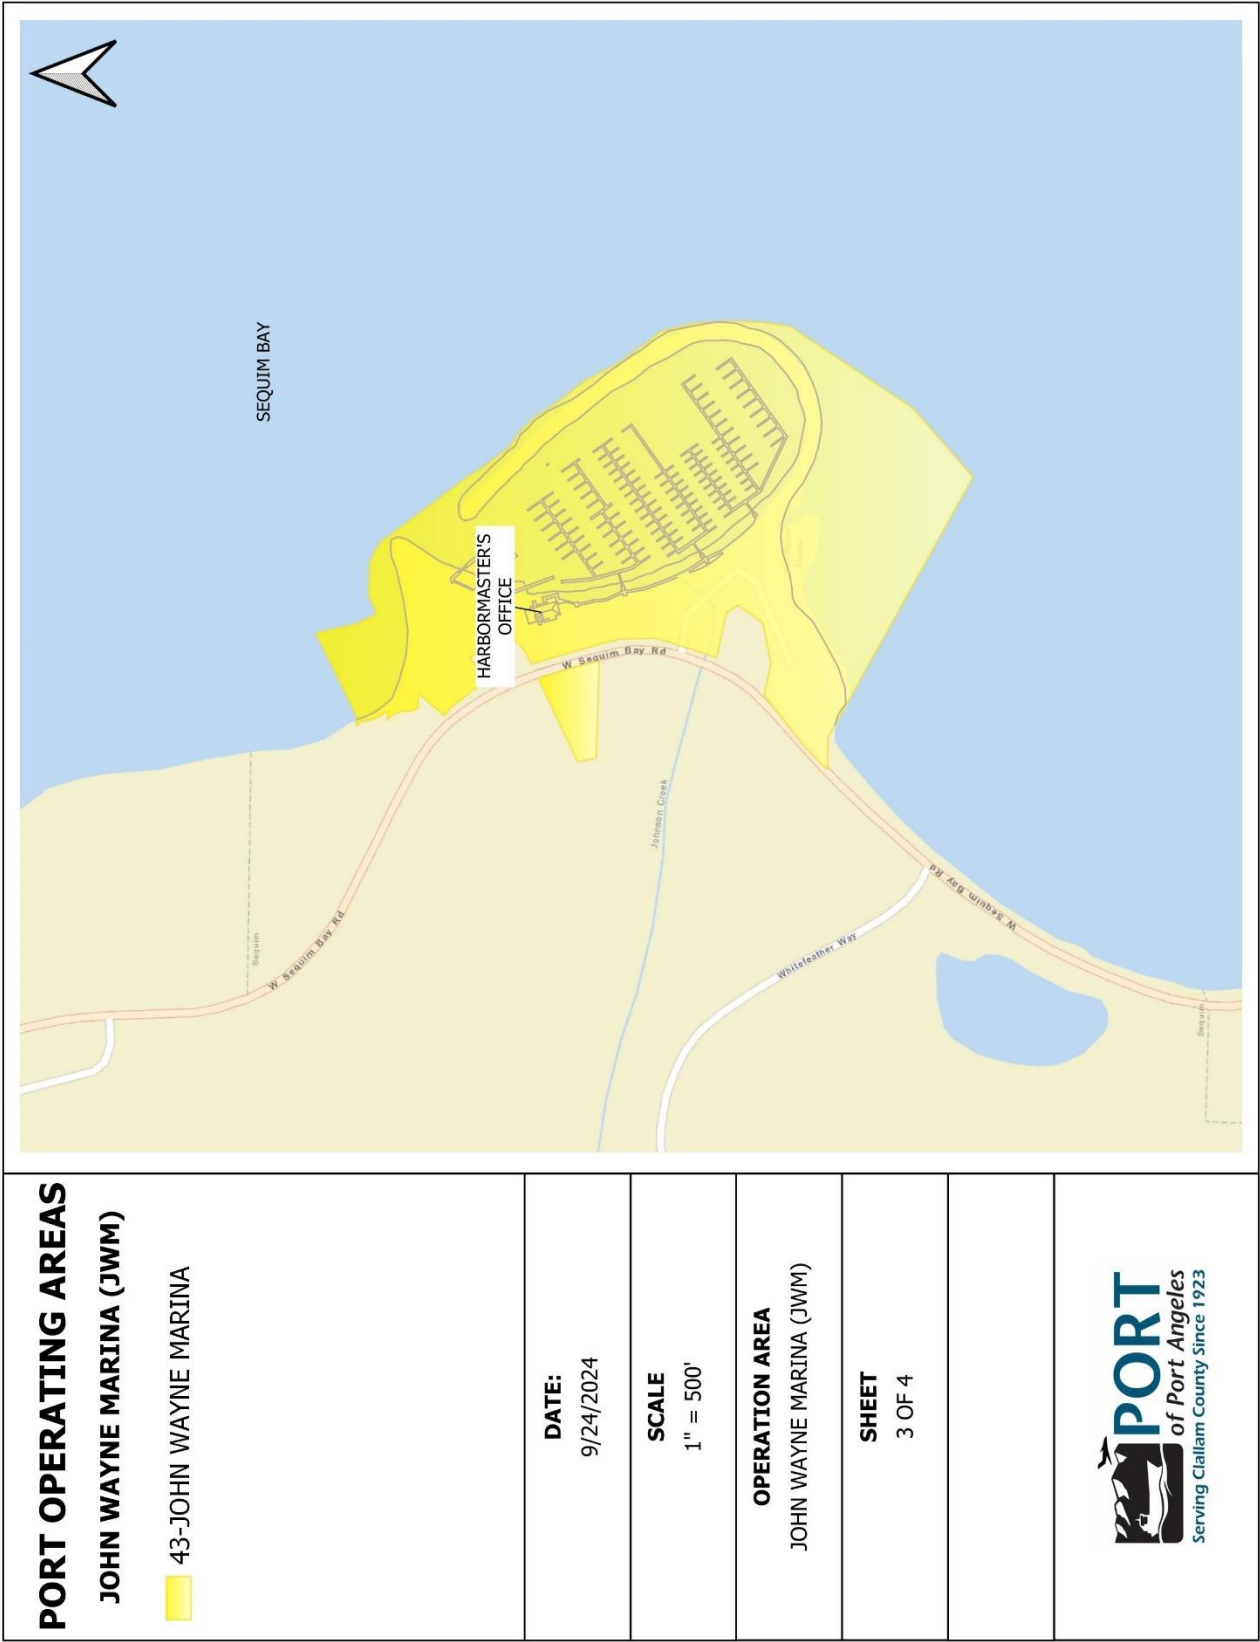 PORT OPERATING AREAS
JOHN WAYNE MARINA (JWM)
43-JOHN WAYNE MARINA
DATE:
9/24/2024
SCALE
1" = 500'
OPERATION AREA
JOHN WAYNE MARINA (JWM)
SHEET
3 OF 4
PORT
of Port Angeles
Serving Clallam County Since 1923
SEQUIM BAY
HARBORMASTER'S
OFFICE
W Sequim Bay Rd
Sequim
W Sequim Bay Rd
Johnson Creek
Whitefeather Way
W Sequim Bay Rd
Sequim